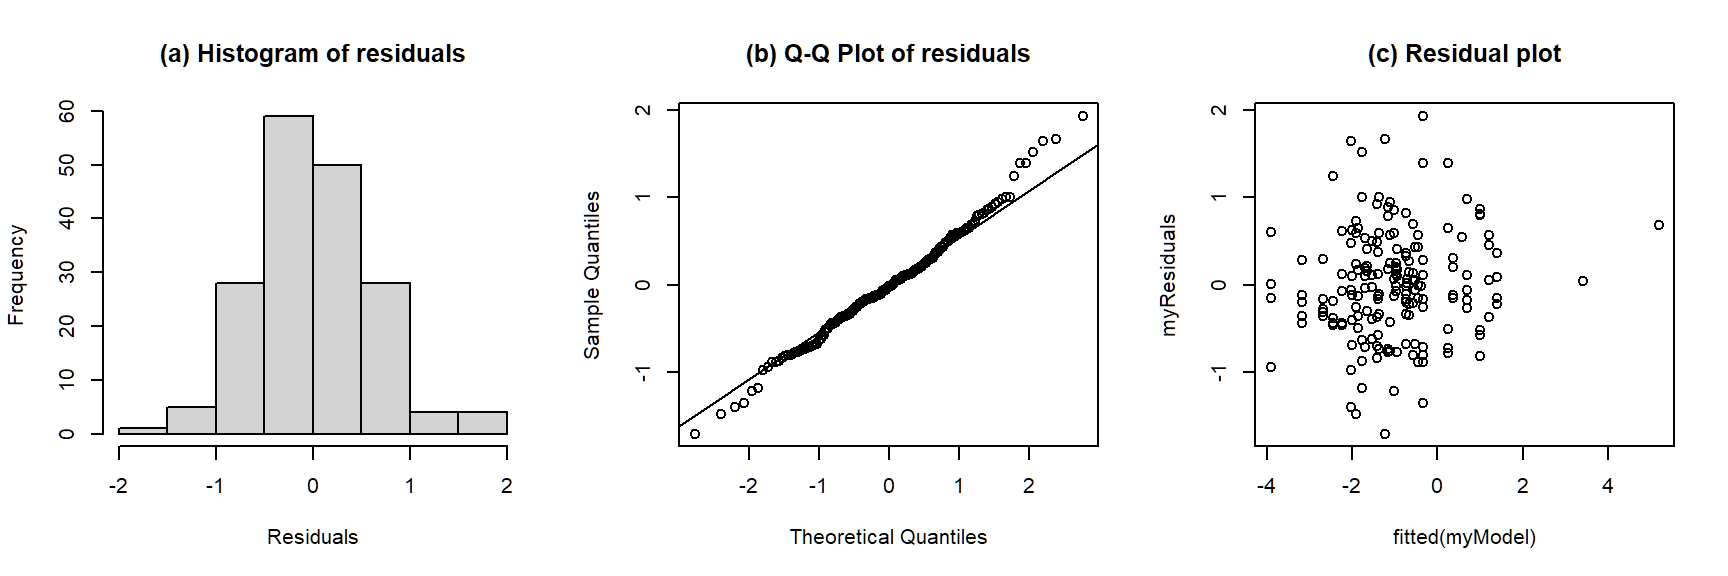 (a) Histogram of residuals
60
50
40
30
20
10
0
Frequency
-2 -1 0 1 2
Residuals
(b) Q-Q Plot of residuals
2
1
0
-1
Sample Quantiles
-2 -1 0 1 2
Theoretical Quantiles
(c) Residual plot
2
1
0
-1
myResiduals
-4 -2 0 2 4
fitted(myModel)